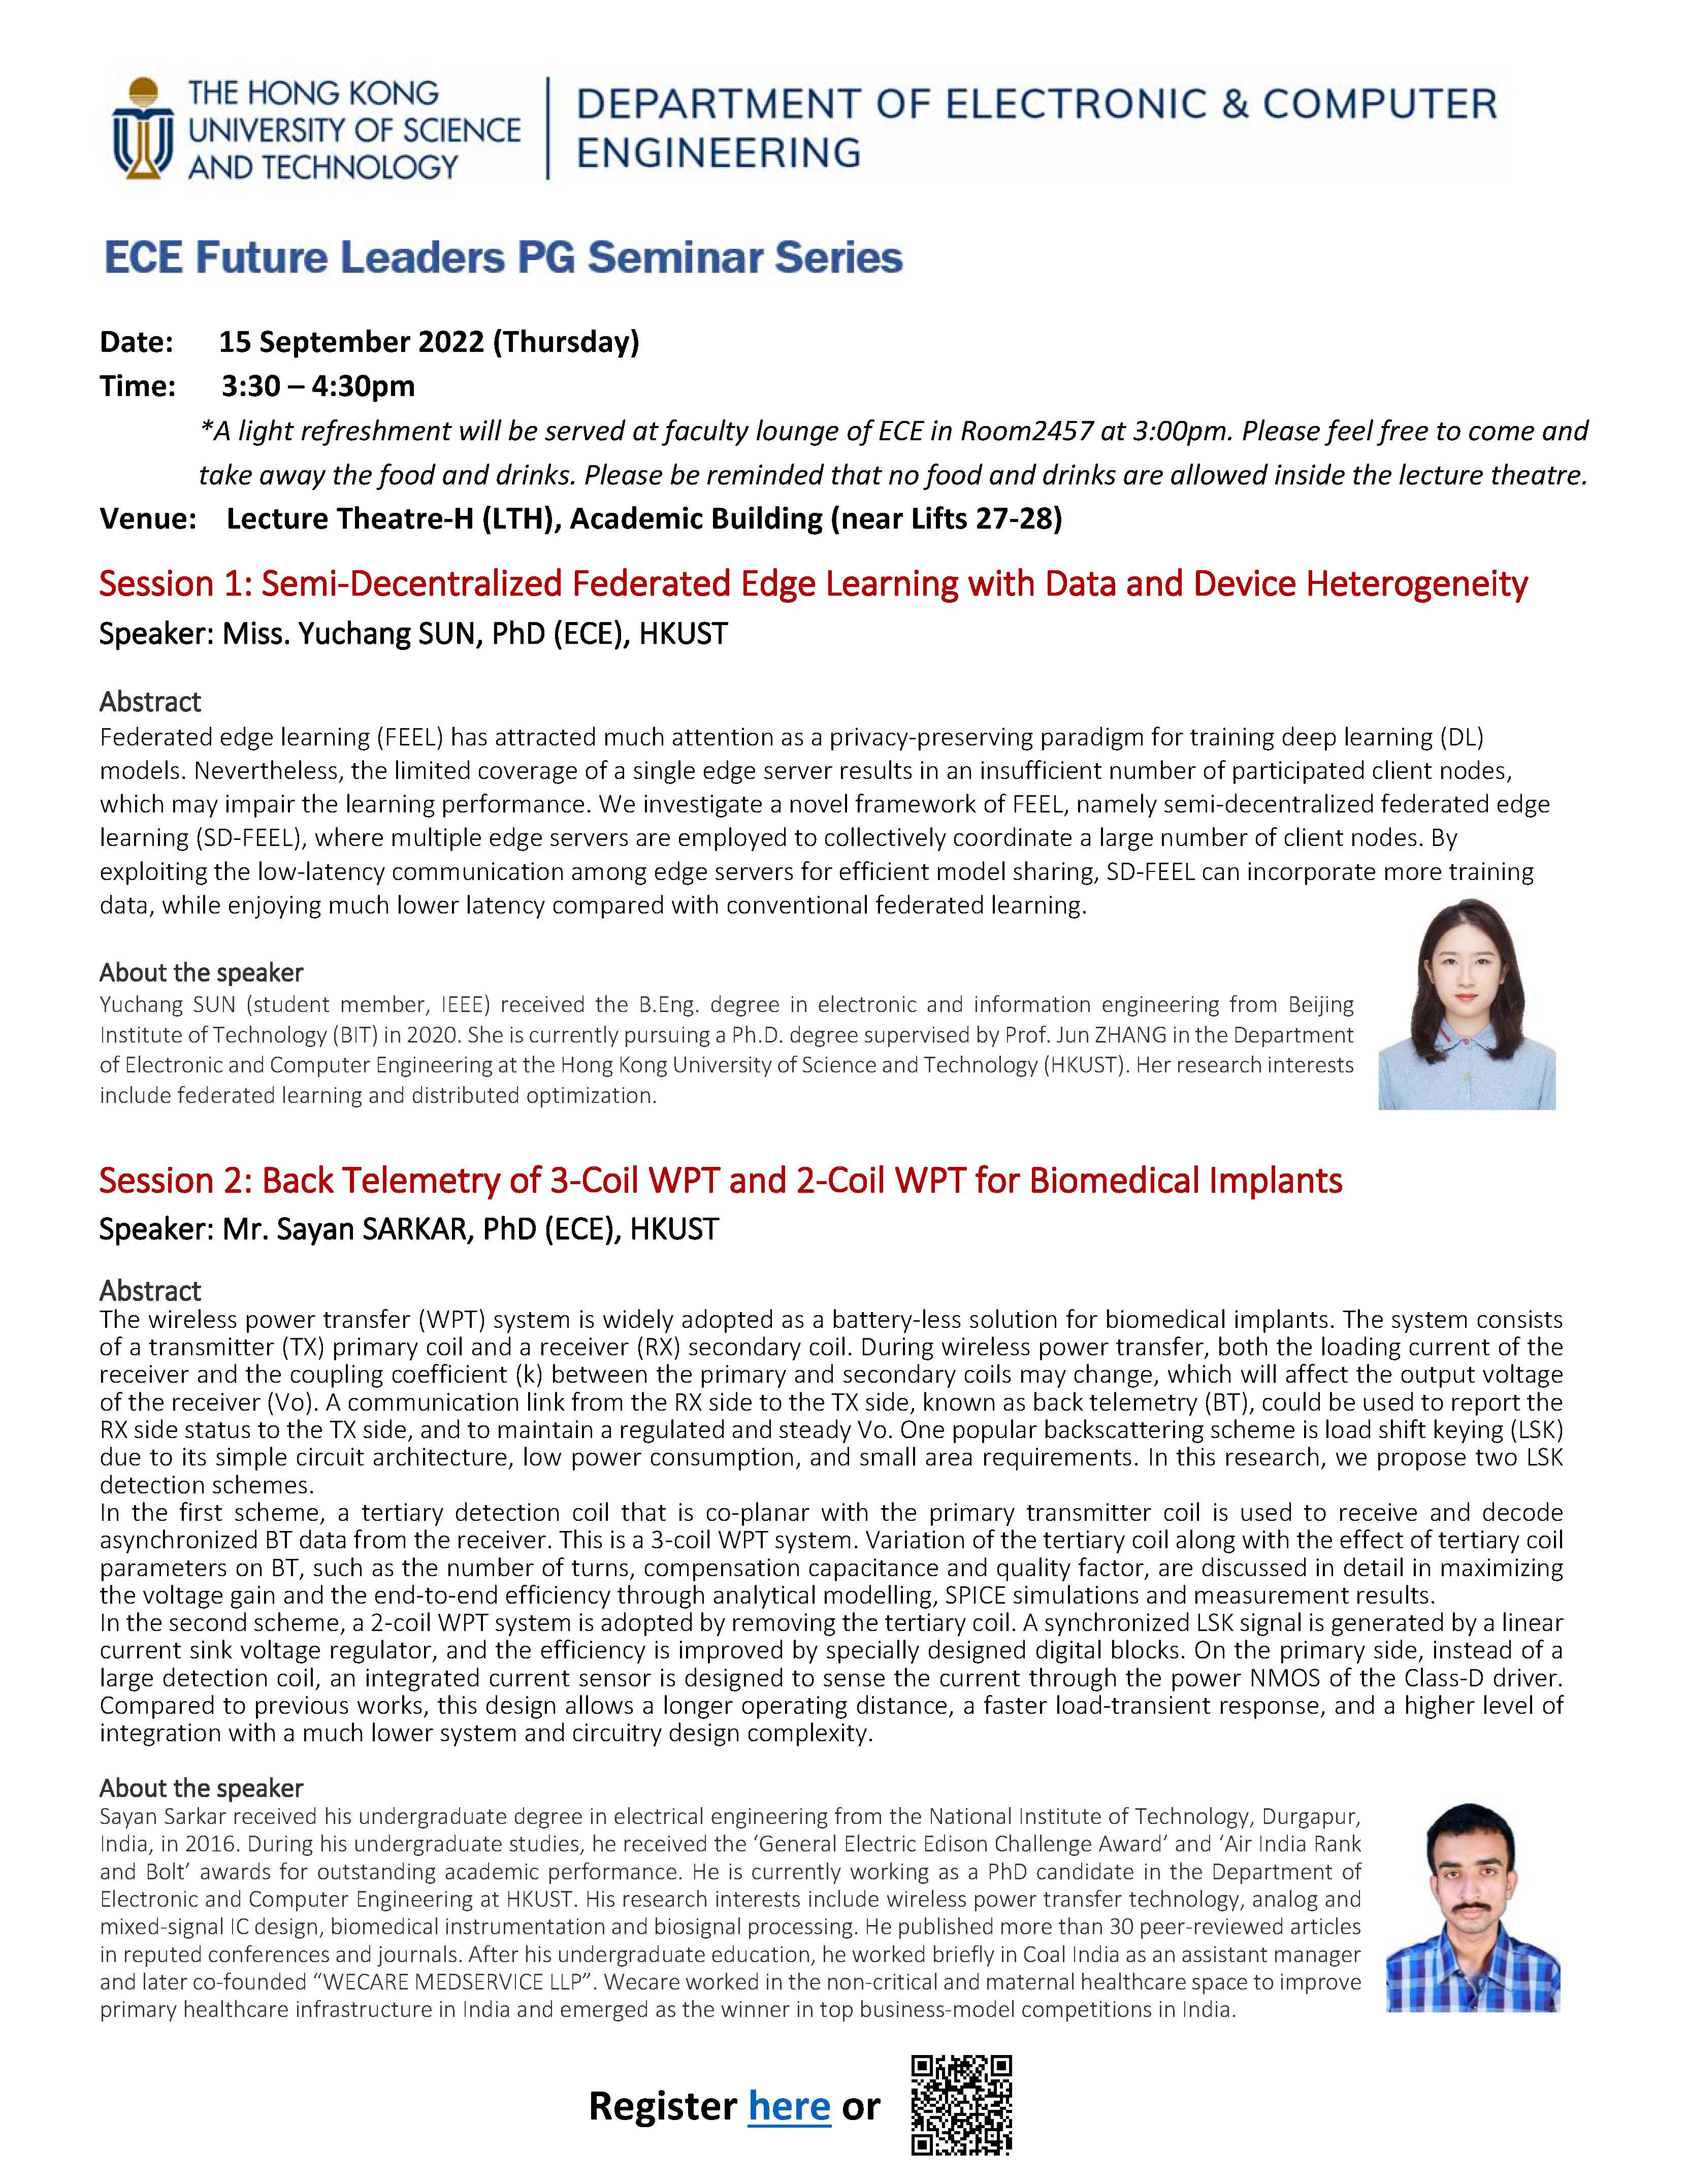 THE HONG KONG
UNIVERSITY OF SCIENCE
AND TECHNOLOGY
DEPARTMENT OF ELECTRONIC & COMPUTER
ENGINEERING
ECE Future Leaders PG Seminar Series
Date: 15 September 2022 (Thursday)
Time: 3:30 – 4:30pm
*A light refreshment will be served at faculty lounge of ECE in Room2457 at 3:00pm. Please feel free to come and
take away the food and drinks. Please be reminded that no food and drinks are allowed inside the lecture theatre.
Venue: Lecture Theatre-H (LTH), Academic Building (near Lifts 27-28)
Session 1: Semi-Decentralized Federated Edge Learning with Data and Device Heterogeneity
Speaker: Miss. Yuchang SUN, PhD (ECE), HKUST
Abstract
Federated edge learning (FEEL) has attracted much attention as a privacy-preserving paradigm for training deep learning (DL)
models. Nevertheless, the limited coverage of a single edge server results in an insufficient number of participated client nodes,
which may impair the learning performance. We investigate a novel framework of FEEL, namely semi-decentralized federated edge
learning (SD-FEEL), where multiple edge servers are employed to collectively coordinate a large number of client nodes. By
exploiting the low-latency communication among edge servers for efficient model sharing, SD-FEEL can incorporate more training
data, while enjoying much lower latency compared with conventional federated learning.
About the speaker
Yuchang SUN (student member, IEEE) received the B.Eng. degree in electronic and information engineering from Beijing
Institute of Technology (BIT) in 2020. She is currently pursuing a Ph.D. degree supervised by Prof. Jun ZHANG in the Department
of Electronic and Computer Engineering at the Hong Kong University of Science and Technology (HKUST). Her research interests
include federated learning and distributed optimization.
Session 2: Back Telemetry of 3-Coil WPT and 2-Coil WPT for Biomedical Implants
Speaker: Mr. Sayan SARKAR, PhD (ECE), HKUST
Abstract
The wireless power transfer (WPT) system is widely adopted as a battery-less solution for biomedical implants. The system consists
of a transmitter (TX) primary coil and a receiver (RX) secondary coil. During wireless power transfer, both the loading current of the
receiver and the coupling coefficient (k) between the primary and secondary coils may change, which will affect the output voltage
of the receiver (Vo). A communication link from the RX side to the TX side, known as back telemetry (BT), could be used to report the
RX side status to the TX side, and to maintain a regulated and steady Vo. One popular backscattering scheme is load shift keying (LSK)
due to its simple circuit architecture, low power consumption, and small area requirements. In this research, we propose two LSK
detection schemes.
In the first scheme, a tertiary detection coil that is co-planar with the primary transmitter coil is used to receive and decode
asynchronized BT data from the receiver. This is a 3-coil WPT system. Variation of the tertiary coil along with the effect of tertiary coil
parameters on BT, such as the number of turns, compensation capacitance and quality factor, are discussed in detail in maximizing
the voltage gain and the end-to-end efficiency through analytical modelling, SPICE simulations and measurement results.
In the second scheme, a 2-coil WPT system is adopted by removing the tertiary coil. A synchronized LSK signal is generated by a linear
current sink voltage regulator, and the efficiency is improved by specially designed digital blocks. On the primary side, instead of a
large detection coil, an integrated current sensor is designed to sense the current through the power NMOS of the Class-D driver.
Compared to previous works, this design allows a longer operating distance, a faster load-transient response, and a higher level of
integration with a much lower system and circuitry design complexity.
About the speaker
Sayan Sarkar received his undergraduate degree in electrical engineering from the National Institute of Technology, Durgapur,
India, in 2016. During his undergraduate studies, he received the ‘General Electric Edison Challenge Award’ and ‘Air India Rank
and Bolt’ awards for outstanding academic performance. He is currently working as a PhD candidate in the Department of
Electronic and Computer Engineering at HKUST. His research interests include wireless power transfer technology, analog and
mixed-signal IC design, biomedical instrumentation and biosignal processing. He published more than 30 peer-reviewed articles
in reputed conferences and journals. After his undergraduate education, he worked briefly in Coal India as an assistant manager
and later co-founded “WECARE MEDSERVICE LLP”. Wecare worked in the non-critical and maternal healthcare space to improve
primary healthcare infrastructure in India and emerged as the winner in top business-model competitions in India.
Register here or